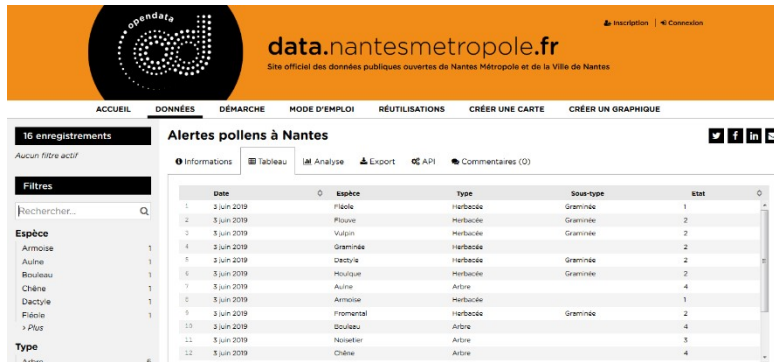 opendata
Inscription | Connexion
data.nantesmetropole.fr
Site officiel des données publiques ouvertes de Nantes Métropole et de la Ville de Nantes
ACCUEIL DONNÉES DÉMARCHE MODE D'EMPLOI RÉUTILISATIONS CRÉER UNE CARTE CRÉER UN GRAPHIQUE
16 enregistrements
Aucun filtre actif
Filtres
Rechercher...
Espèce
Armoise 1
Aulne 1
Bouleau 1
Chêne 1
Dactyle 1
Fléole 1
> Plus
Type
Arbre 6
Alertes pollens à Nantes
Informations Tableau Analyse Export API Commentaires (0)
Date Espèce Type Sous-type Etat
1 3 juin 2019 Fléole Herbacée Graminée 1
2 3 juin 2019 Flouve Herbacée Graminée 2
3 3 juin 2019 Vulpin Herbacée Graminée 2
4 3 juin 2019 Graminée Herbacée 2
5 3 juin 2019 Dactyle Herbacée Graminée 2
6 3 juin 2019 Houlque Herbacée Graminée 2
7 3 juin 2019 Aulne Arbre 4
8 3 juin 2019 Armoise Herbacée 1
9 3 juin 2019 Fromental Herbacée Graminée 2
10 3 juin 2019 Bouleau Arbre 4
11 3 juin 2019 Noisetier Arbre 3
12 3 juin 2019 Chêne Arbre 4